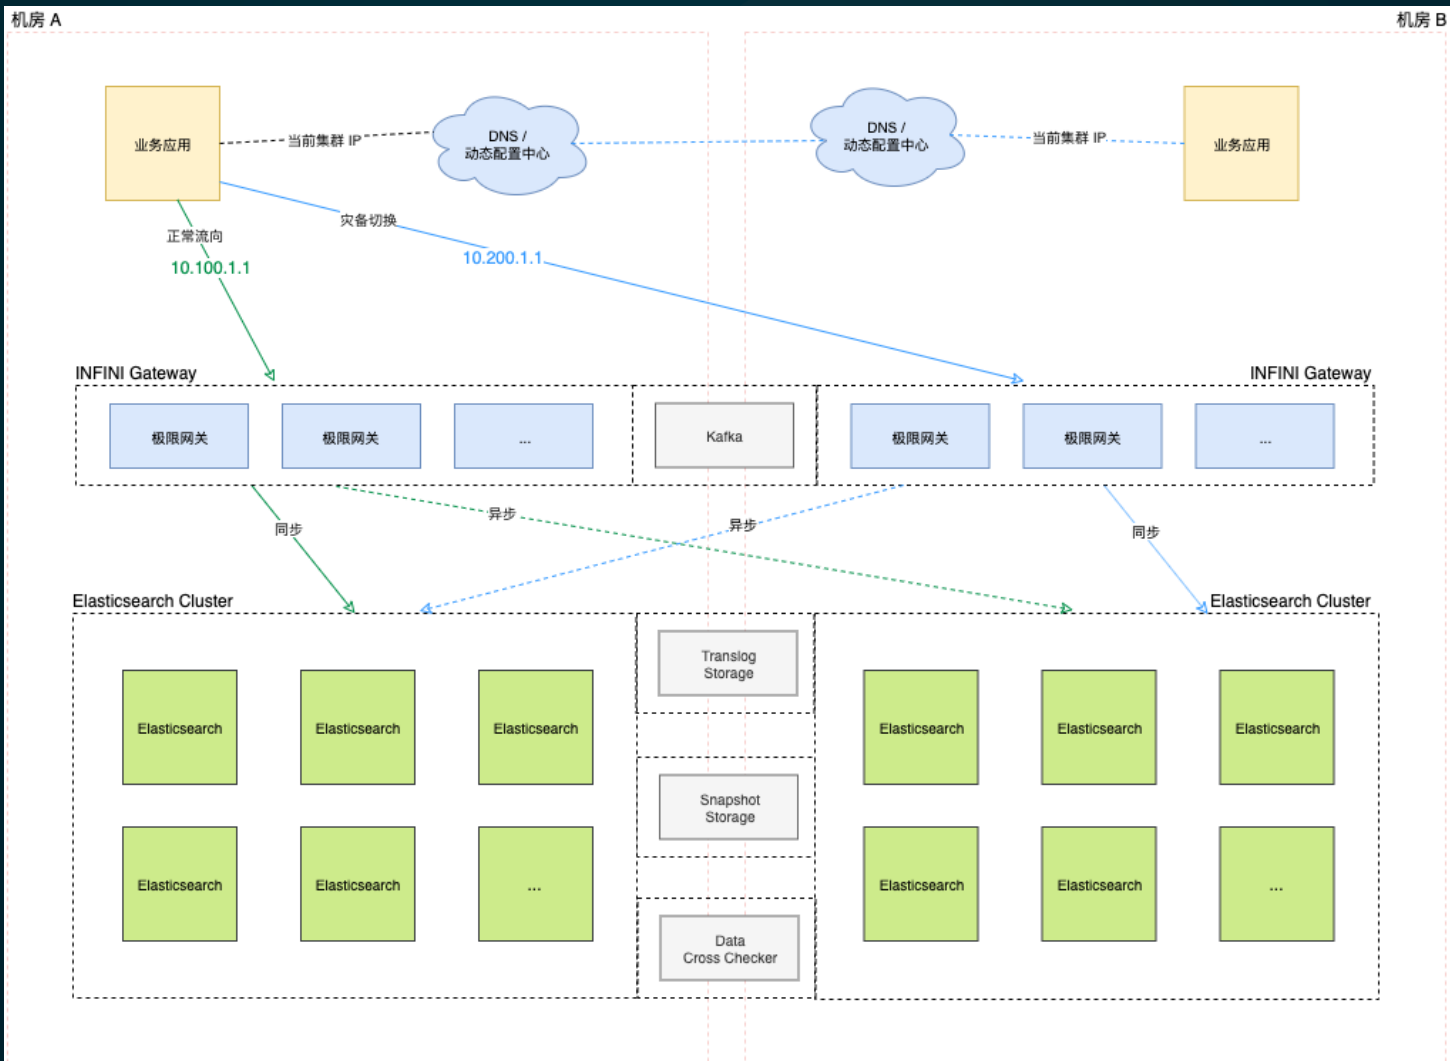 机房 A
机房 B
业务应用
当前集群 IP
DNS /
动态配置中心
DNS /
动态配置中心
当前集群 IP
业务应用
灾备切换
正常流向
10.100.1.1
10.200.1.1
INFINI Gateway
INFINI Gateway
极限网关
极限网关
...
Kafka
极限网关
极限网关
...
同步
异步
异步
同步
Elasticsearch Cluster
Elasticsearch Cluster
Translog
Storage
Elasticsearch
Elasticsearch
Elasticsearch
Elasticsearch
Elasticsearch
Elasticsearch
Snapshot
Storage
Elasticsearch
Elasticsearch
...
Elasticsearch
Elasticsearch
...
Data
Cross Checker